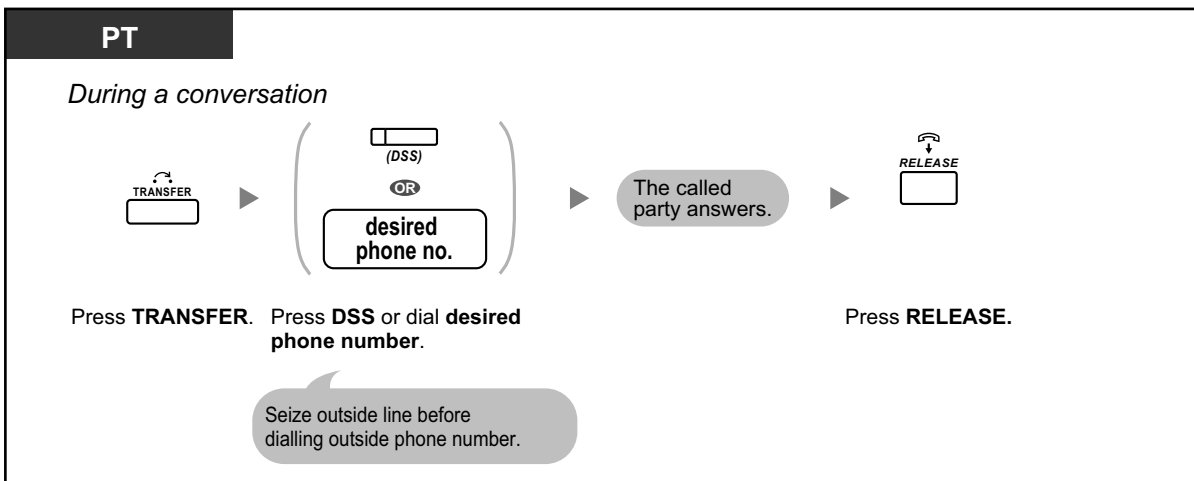 PT
During a conversation
TRANSFER
(DSS)
OR
desired
phone no.
The called
party answers.
RELEASE
Press TRANSFER.
Press DSS or dial desired
phone number.
Press RELEASE.
Seize outside line before
dialling outside phone number.